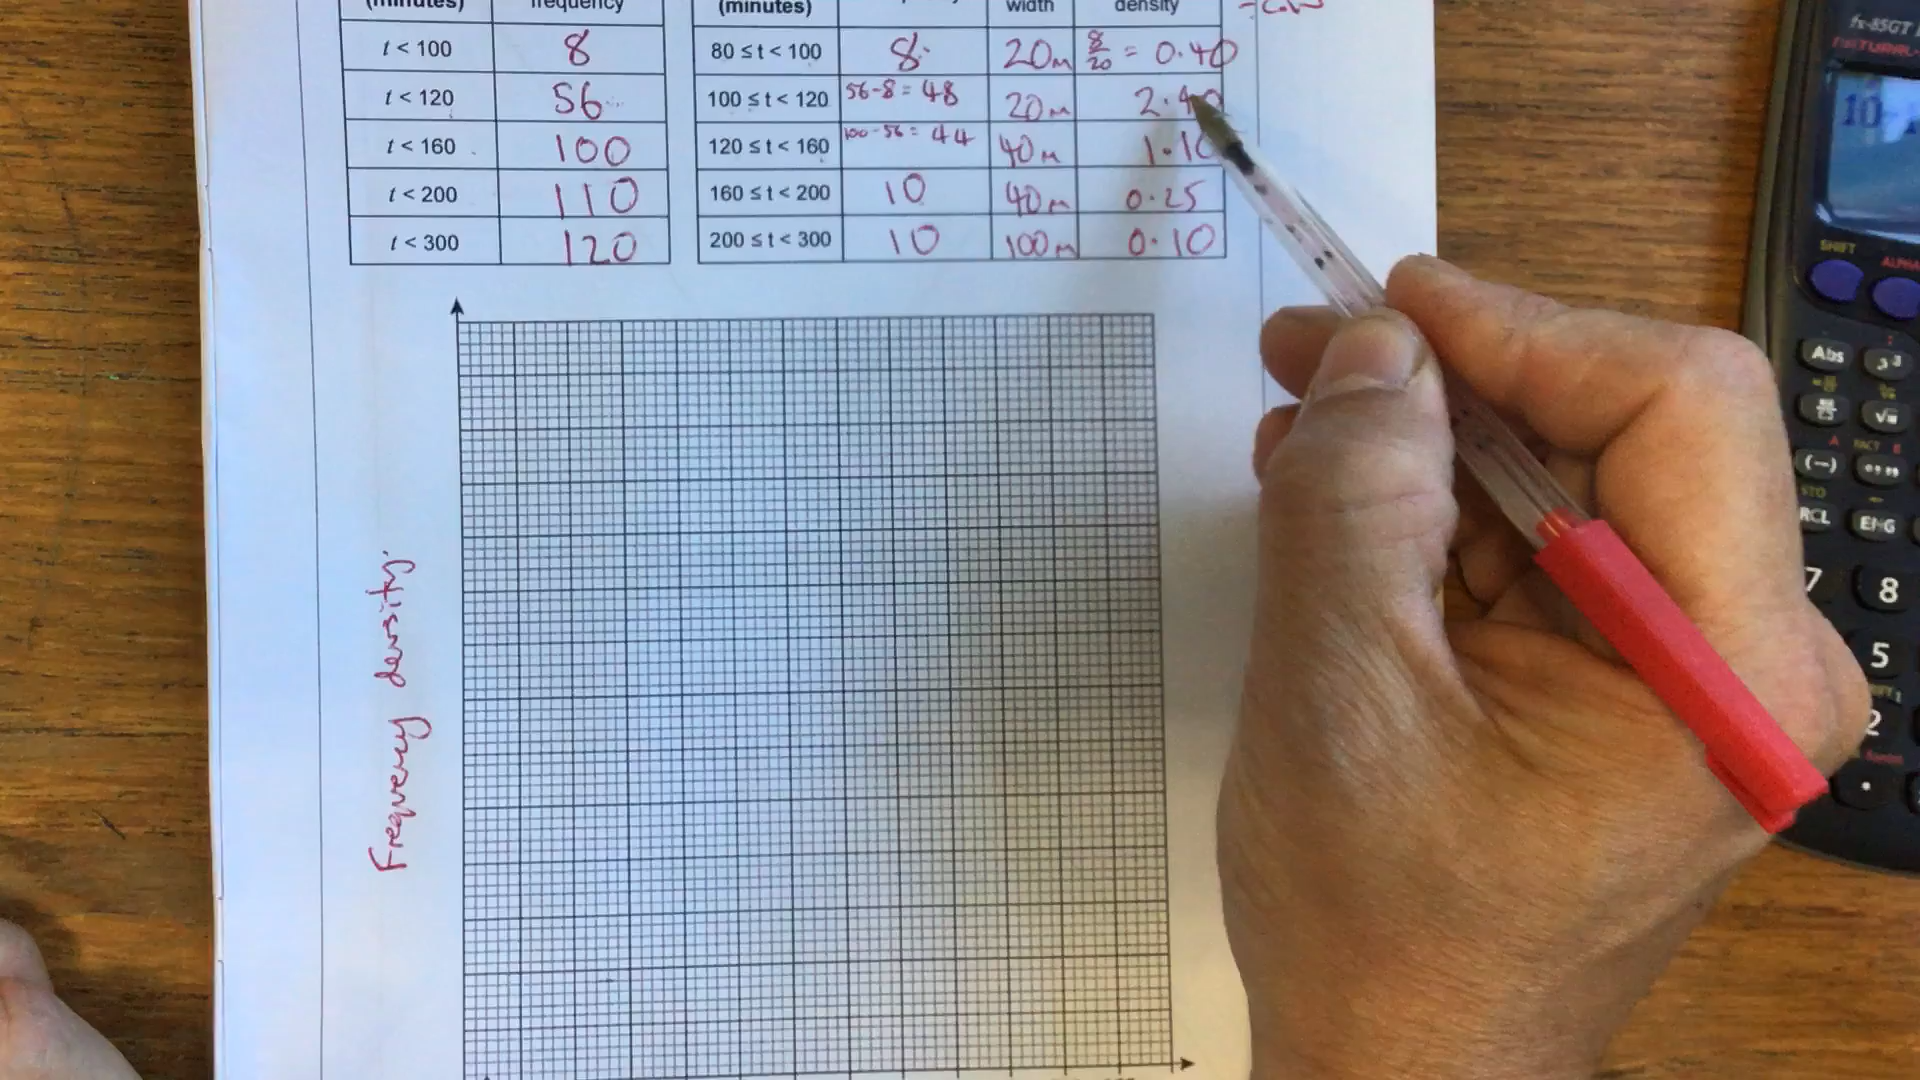 (minutes) frequency
t < 100 8
t < 120 56
t < 160 100
t < 200 110
t < 300 120
(minutes) width density
80 ≤ t < 100 8 20m 8/20 = 0.40
100 ≤ t < 120 56-8 = 48 20m 2.40
120 ≤ t < 160 100-56 = 44 40m 1.10
160 ≤ t < 200 10 40m 0.25
200 ≤ t < 300 10 100m 0.10
Frequency density.
fx-85GT
SHIFT ALPHA
Abs
(−)
STO
RCL ENG
7 8
5
2